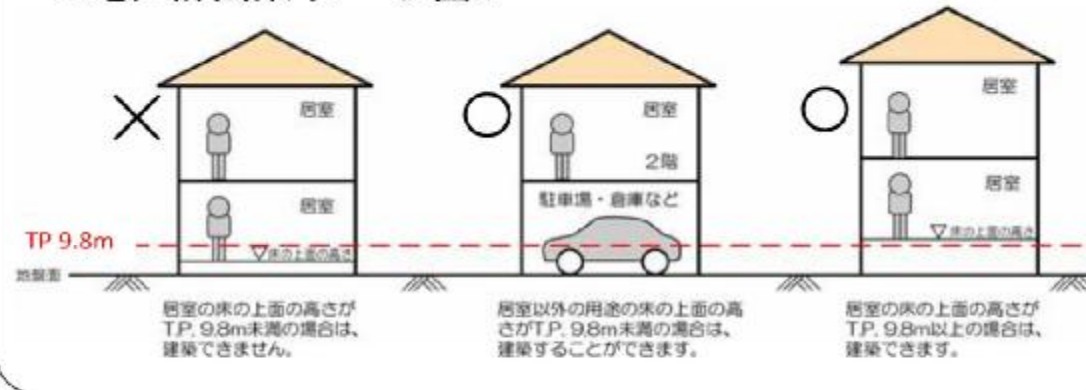 居室
居室
2階
居室
居室
駐車場・倉庫など
居室
TP 9.8m
▽床の上面の高さ
▽床の上面の高さ
地盤面
居室の床の上面の高さが
T.P. 9.8m未満の場合は、
建築できません。
居室以外の用途の床の上面の高
さがT.P. 9.8m未満の場合は、
建築することができます。
居室の床の上面の高さが
T.P. 9.8m以上の場合は、
建築できます。